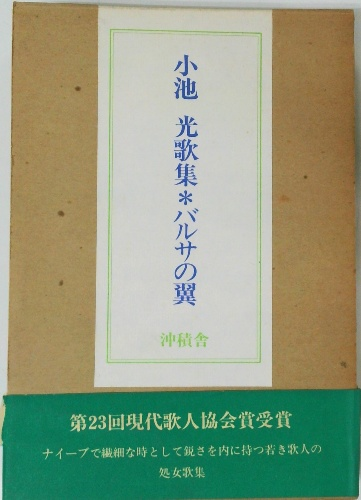 小池 光歌集＊バルサの翼
沖積舎
第23回現代歌人協会賞受賞
ナイーブで繊細な時として鋭さを内に持つ若き歌人の
処女歌集